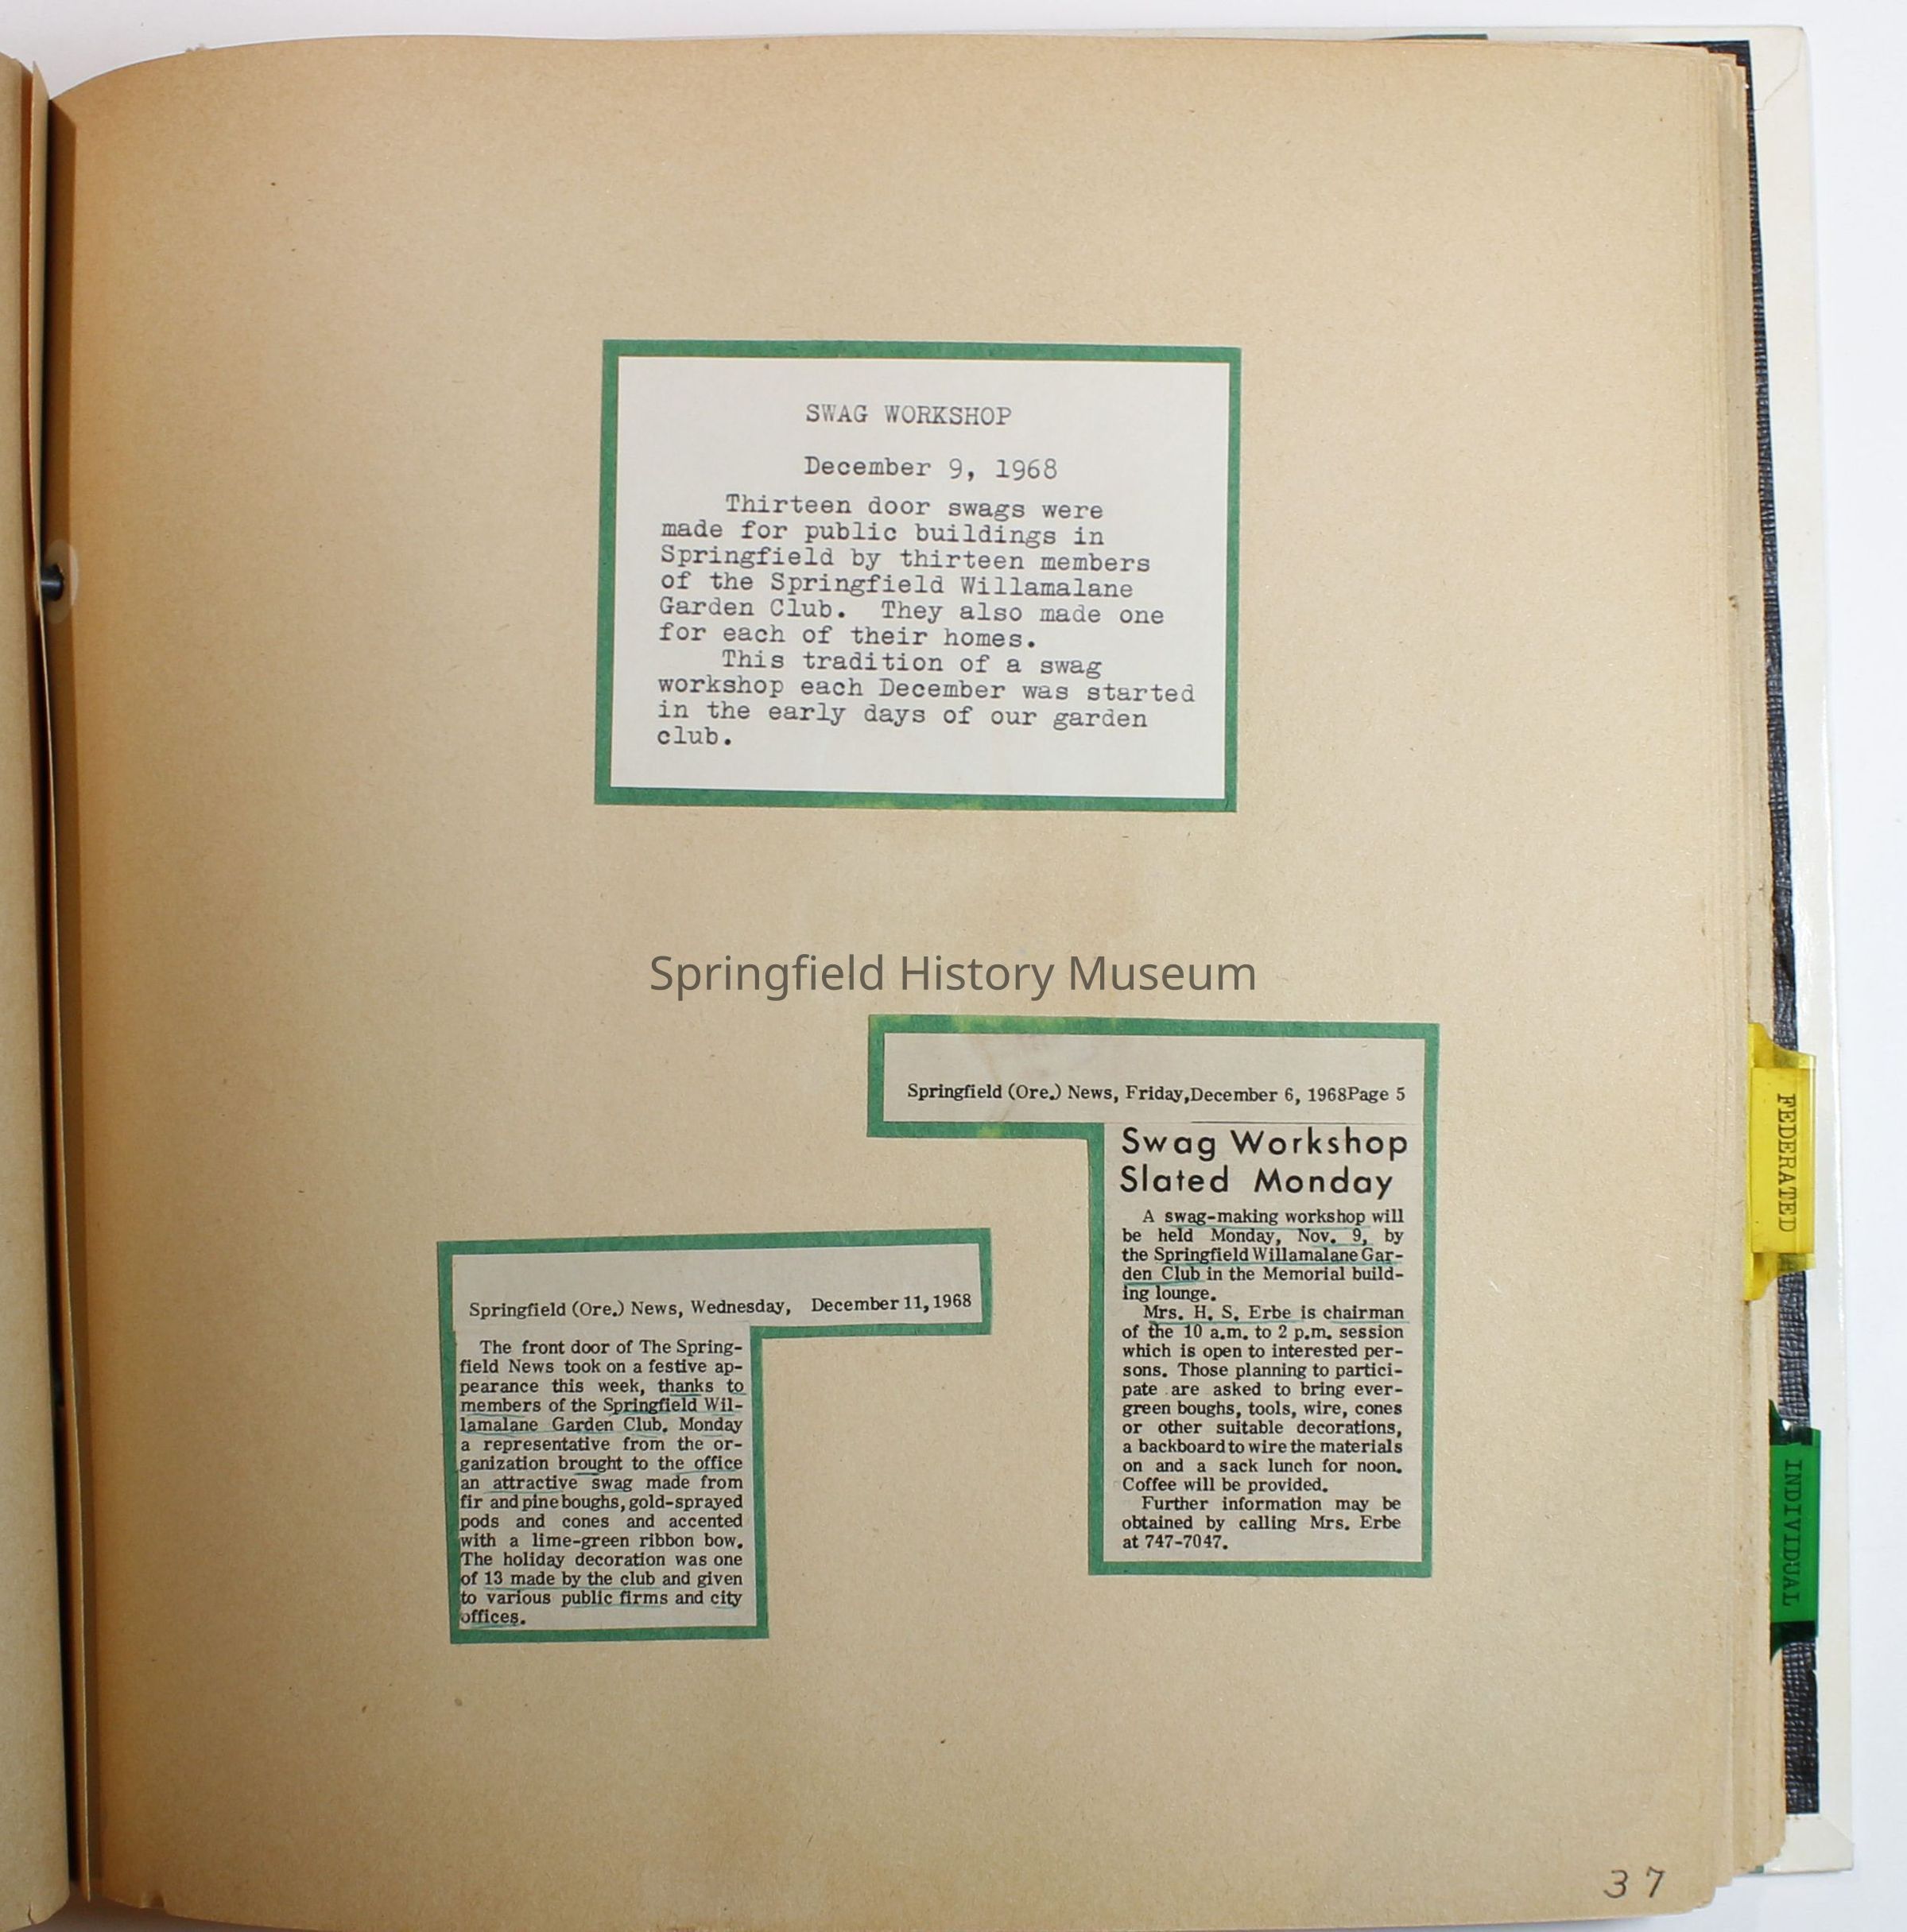 SWAG WORKSHOP
December 9, 1968
Thirteen door swags were
made for public buildings in
Springfield by thirteen members
of the Springfield Willamalane
Garden Club. They also made one
for each of their homes.
This tradition of a swag
workshop each December was started
in the early days of our garden
club.
Springfield History Museum
Springfield (Ore.) News, Friday,December 6, 1968Page 5
Swag Workshop
Slated Monday
A swag-making workshop will
be held Monday, Nov. 9, by
the Springfield Willamalane Gar-
den Club in the Memorial build-
ing lounge.
Mrs. H. S. Erbe is chairman
of the 10 a.m. to 2 p.m. session
which is open to interested per-
sons. Those planning to partici-
pate are asked to bring ever-
green boughs, tools, wire, cones
or other suitable decorations,
a backboard to wire the materials
on and a sack lunch for noon.
Coffee will be provided.
Further information may be
obtained by calling Mrs. Erbe
at 747-7047.
Springfield (Ore.) News, Wednesday, December 11, 1968
The front door of The Spring-
field News took on a festive ap-
pearance this week, thanks to
members of the Springfield Wil-
lamalane Garden Club. Monday
a representative from the or-
ganization brought to the office
an attractive swag made from
fir and pine boughs, gold-sprayed
pods and cones and accented
with a lime-green ribbon bow.
The holiday decoration was one
of 13 made by the club and given
to various public firms and city
offices.
FEDERATED
INDIVIDUAL
37